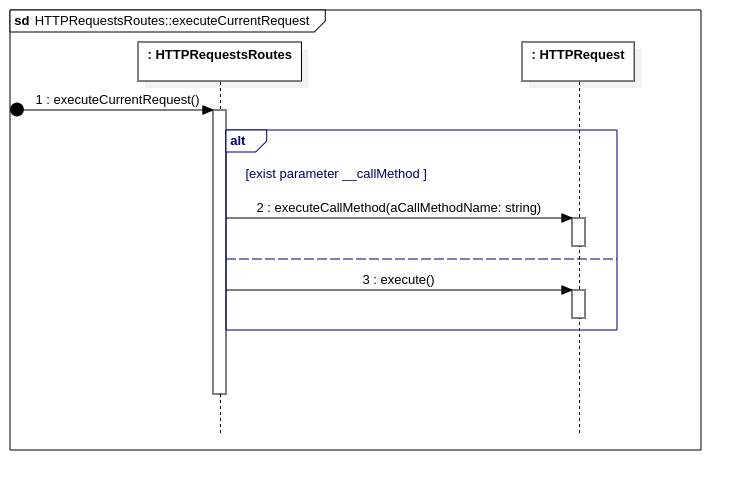 sd HTTPRequestsRoutes::executeCurrentRequest
: HTTPRequestsRoutes
: HTTPRequest
1 : executeCurrentRequest()
alt
[exist parameter __callMethod ]
2 : executeCallMethod(aCallMethodName: string)
3 : execute()